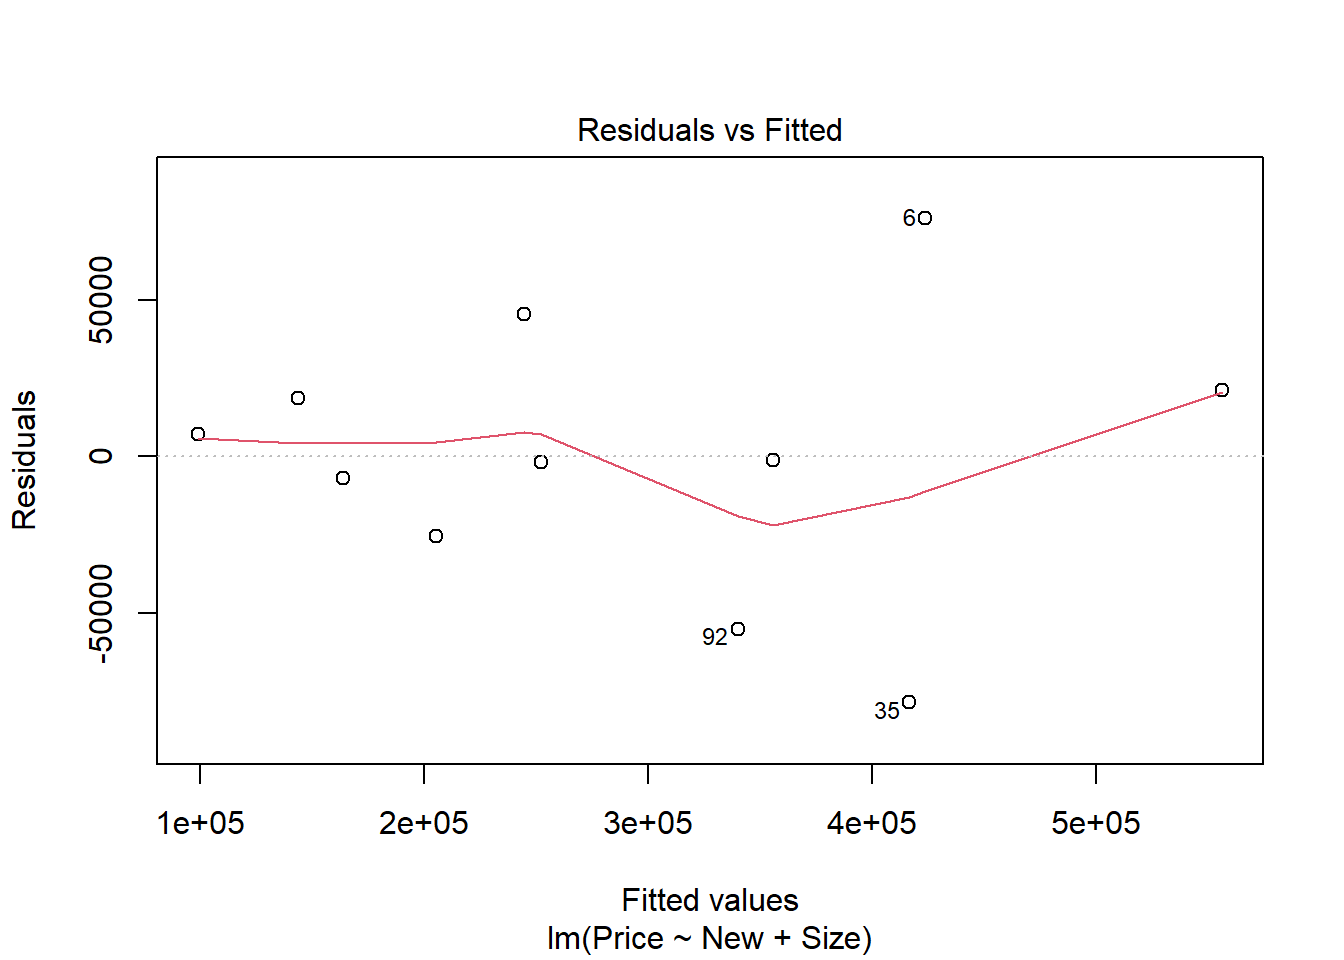 Residuals vs Fitted
Residuals
50000
0
-50000
6
92
35
1e+05 2e+05 3e+05 4e+05 5e+05
Fitted values
lm(Price ~ New + Size)